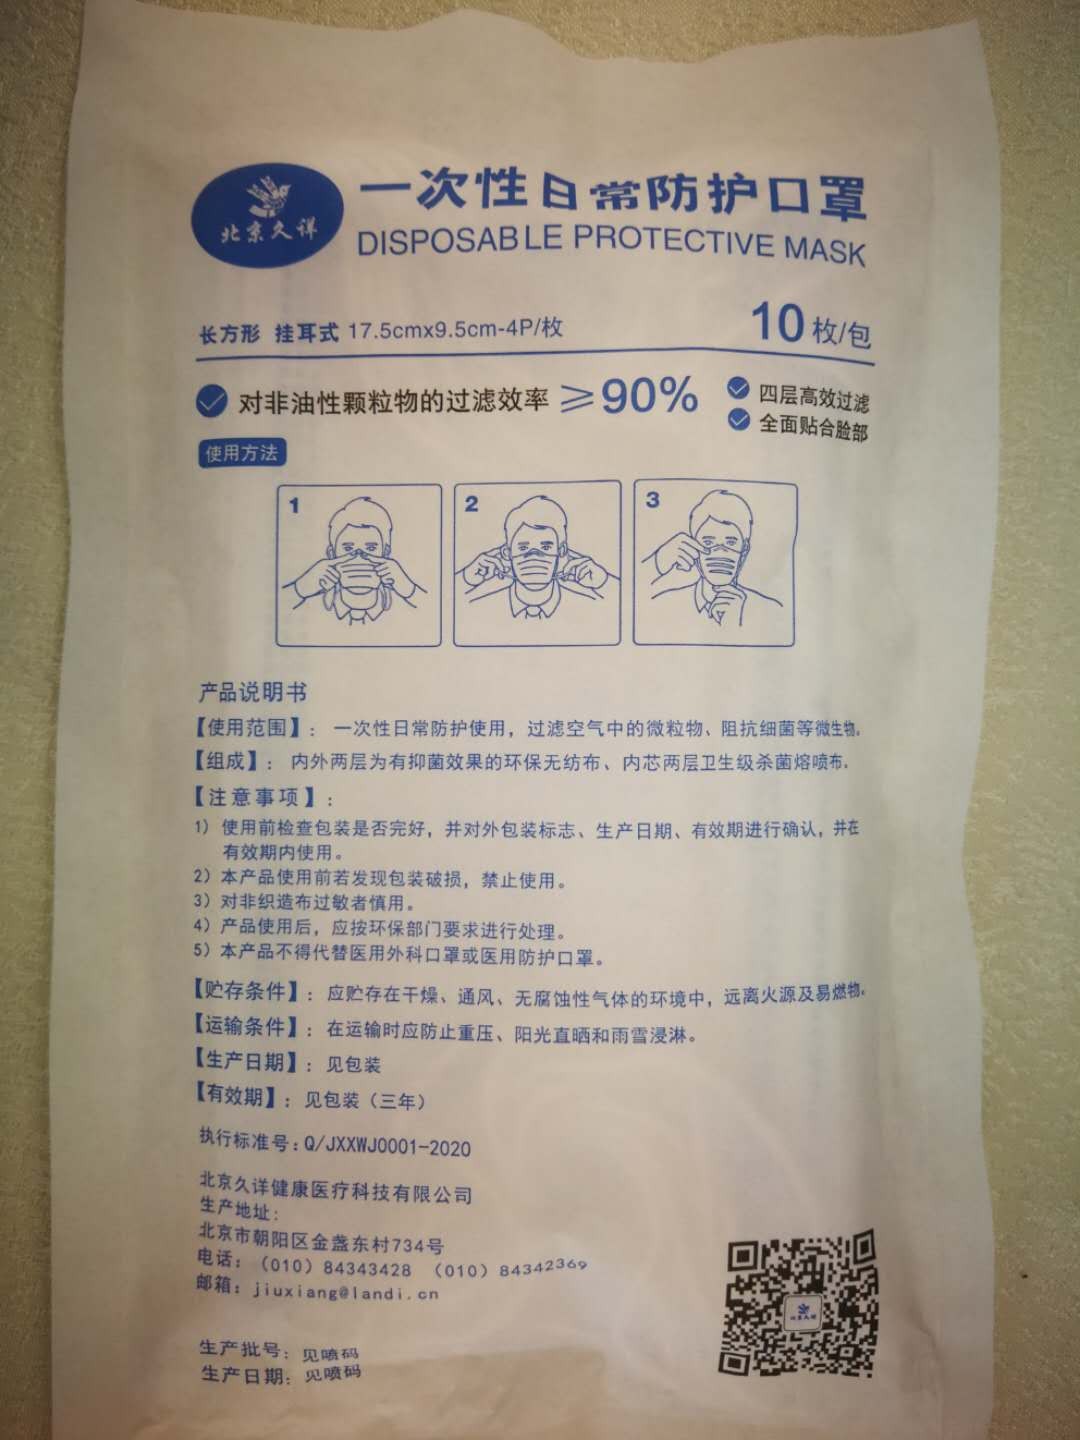 北京久详
一次性日常防护口罩
DISPOSABLE PROTECTIVE MASK
长方形 挂耳式 17.5cmx9.5cm-4P/枚
10枚/包
对非油性颗粒物的过滤效率 ≥90%
四层高效过滤
全面贴合脸部
使用方法
1
2
3
产品说明书
【使用范围】: 一次性日常防护使用，过滤空气中的微粒物、阻抗细菌等微生物。
【组成】: 内外两层为有抑菌效果的环保无纺布、内芯两层卫生级杀菌熔喷布。
【注意事项】:
1）使用前检查包装是否完好，并对外包装标志、生产日期、有效期进行确认，并在
有效期内使用。
2）本产品使用前若发现包装破损，禁止使用。
3）对非织造布过敏者慎用。
4）产品使用后，应按环保部门要求进行处理。
5）本产品不得代替医用外科口罩或医用防护口罩。
【贮存条件】: 应贮存在干燥、通风、无腐蚀性气体的环境中，远离火源及易燃物。
【运输条件】: 在运输时应防止重压、阳光直晒和雨雪浸淋。
【生产日期】: 见包装
【有效期】: 见包装（三年）
执行标准号:Q/JXXWJ0001-2020
北京久详健康医疗科技有限公司
生产地址:
北京市朝阳区金盏东村734号
电话: （010）84343428 （010）84342369
邮箱: jiuxiang@landi.cn
生产批号: 见喷码
生产日期: 见喷码
北京久详